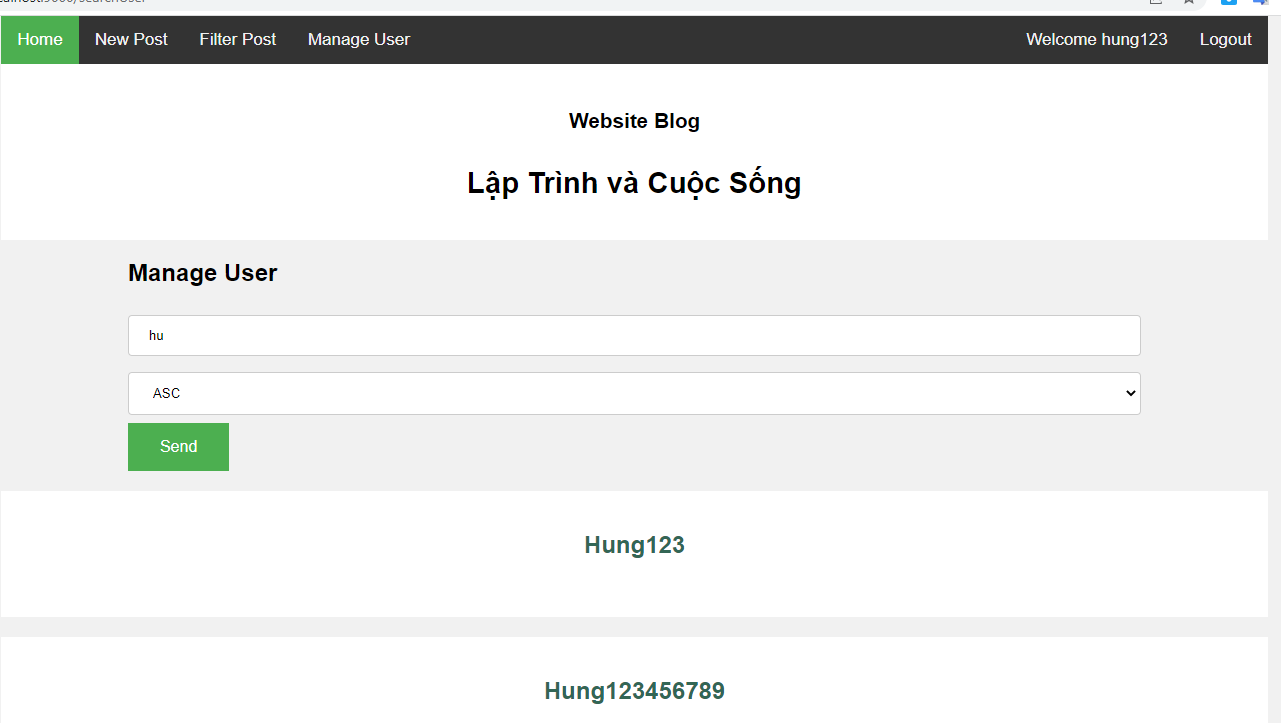 Home New Post Filter Post Manage User Welcome hung123 Logout
Website Blog
Lập Trình và Cuộc Sống
Manage User
hu
ASC
Send
Hung123
Hung123456789